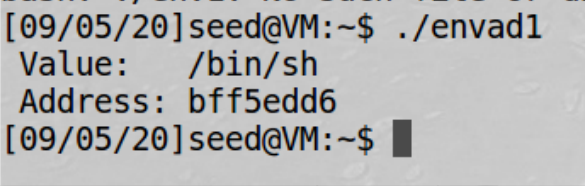 [09/05/20]seed@VM:~$ ./envad1
Value:   /bin/sh
Address: bff5edd6
[09/05/20]seed@VM:~$